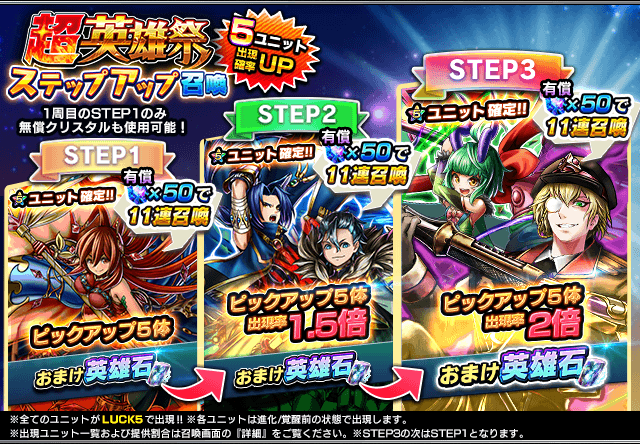 超英雄祭
ステップアップ召喚
5ユニット
出現確率UP
1周目のSTEP1のみ
無償クリスタルも使用可能！
STEP1
ユニット確定!!
有償
×50で
11連召喚
ピックアップ5体
おまけ英雄石
STEP2
ユニット確定!!
有償
×50で
11連召喚
ピックアップ5体
出現率1.5倍
おまけ英雄石
STEP3
ユニット確定!!
有償
×50で
11連召喚
ピックアップ5体
出現率2倍
おまけ英雄石
※全てのユニットがLUCK5で出現!! ※各ユニットは進化/覚醒前の状態で出現します。
※出現ユニット一覧および提供割合は召喚画面の『詳細』をご覧ください。※STEP3の次はSTEP1となります。